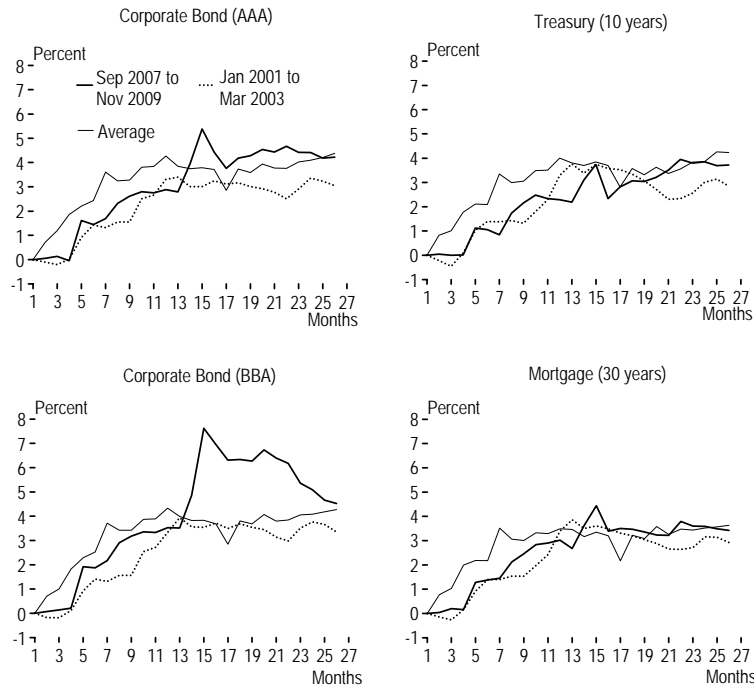 Corporate Bond (AAA)
Percent
8
7
6
5
4
3
2
1
0
-1
Sep 2007 to
Nov 2009
Jan 2001 to
Mar 2003
Average
1 3 5 7 9 11 13 15 17 19 21 23 25 27
Months
Treasury (10 years)
Percent
8
7
6
5
4
3
2
1
0
-1
1 3 5 7 9 11 13 15 17 19 21 23 25 27
Months
Corporate Bond (BBA)
Percent
8
7
6
5
4
3
2
1
0
-1
1 3 5 7 9 11 13 15 17 19 21 23 25 27
Months
Mortgage (30 years)
Percent
8
7
6
5
4
3
2
1
0
-1
1 3 5 7 9 11 13 15 17 19 21 23 25 27
Months